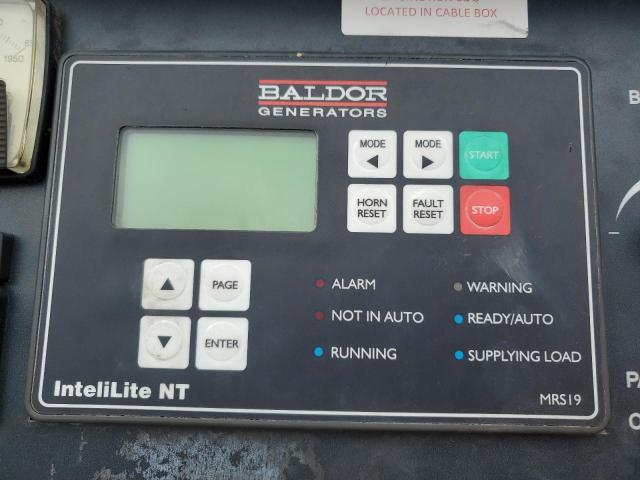 LOCATED IN CABLE BOX
1950
BALDOR
GENERATORS
MODE
MODE
START
HORN
RESET
FAULT
RESET
STOP
PAGE
ENTER
ALARM
WARNING
NOT IN AUTO
READY/AUTO
RUNNING
SUPPLYING LOAD
InteliLite NT
MRS19